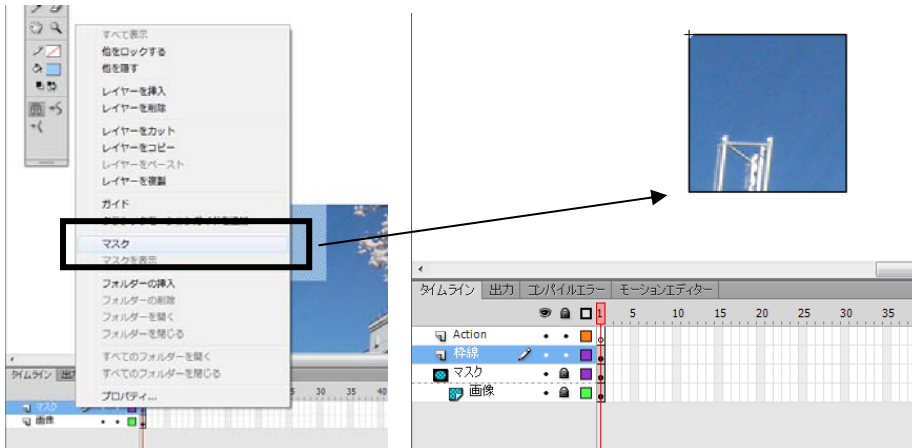 すべて表示
他をロックする
他を隠す
レイヤーを挿入
レイヤーを削除
レイヤーをカット
レイヤーをコピー
レイヤーをペースト
レイヤーを複製
ガイド
マスク
マスクを表示
フォルダーの挿入
フォルダーの削除
フォルダーを開く
フォルダーを閉じる
すべてのフォルダーを開く
すべてのフォルダーを閉じる
プロパティ...
タイムライン 出
30 35 40
マスク
画像
タイムライン 出力 コンパイルエラー モーションエディター
1 5 10 15 20 25 30 35
Action
枠線
マスク
画像